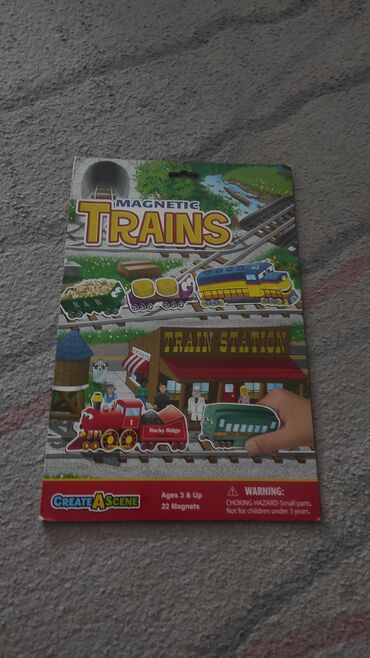 MAGNETIC
TRAINS
TRAIN STATION
1
Rocky Ridge
CREATE A SCENE
Ages 3 & Up
22 Magnets
WARNING:
CHOKING HAZARD-Small parts.
Not for children under 3 years.